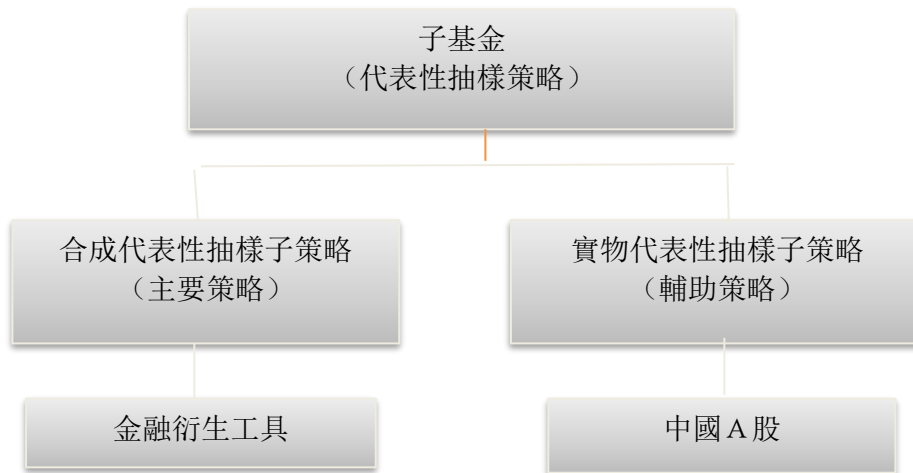 子基金
（代表性抽樣策略）
合成代表性抽樣子策略
（主要策略）
實物代表性抽樣子策略
（輔助策略）
金融衍生工具
中國Ａ股